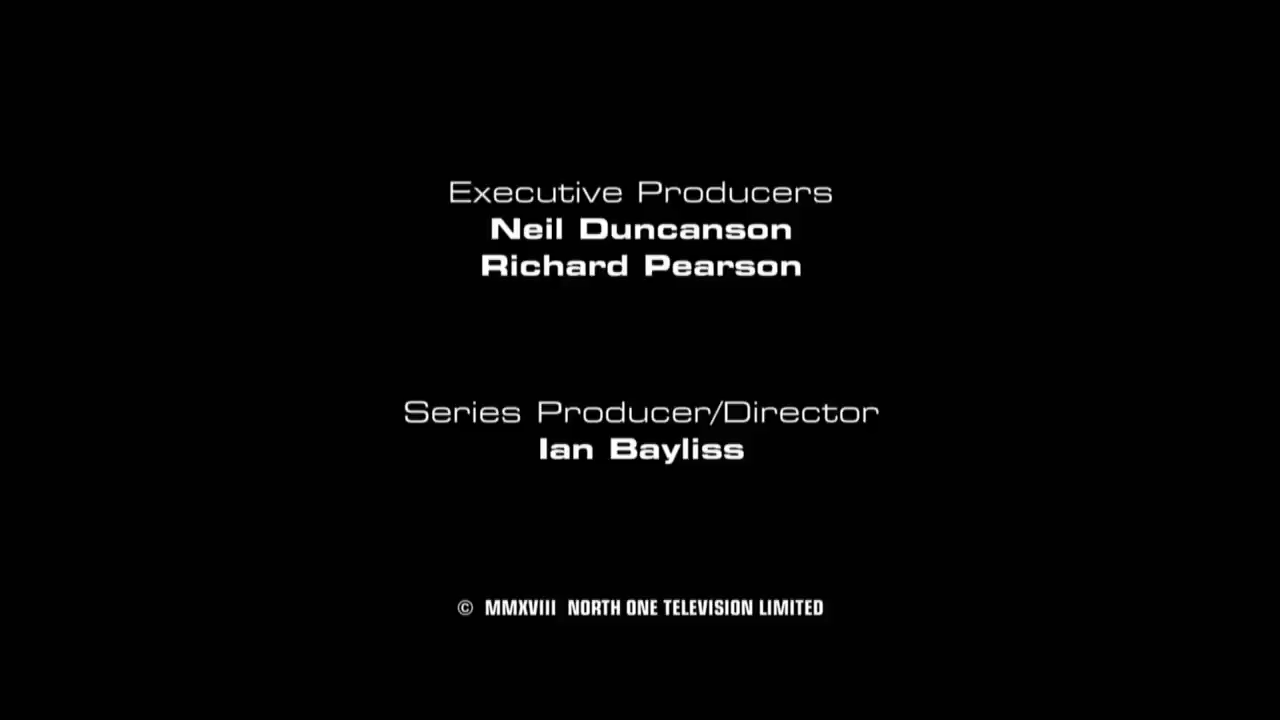 Executive Producers
Neil Duncanson
Richard Pearson
Series Producer/Director
Ian Bayliss
© MMXVIII NORTH ONE TELEVISION LIMITED